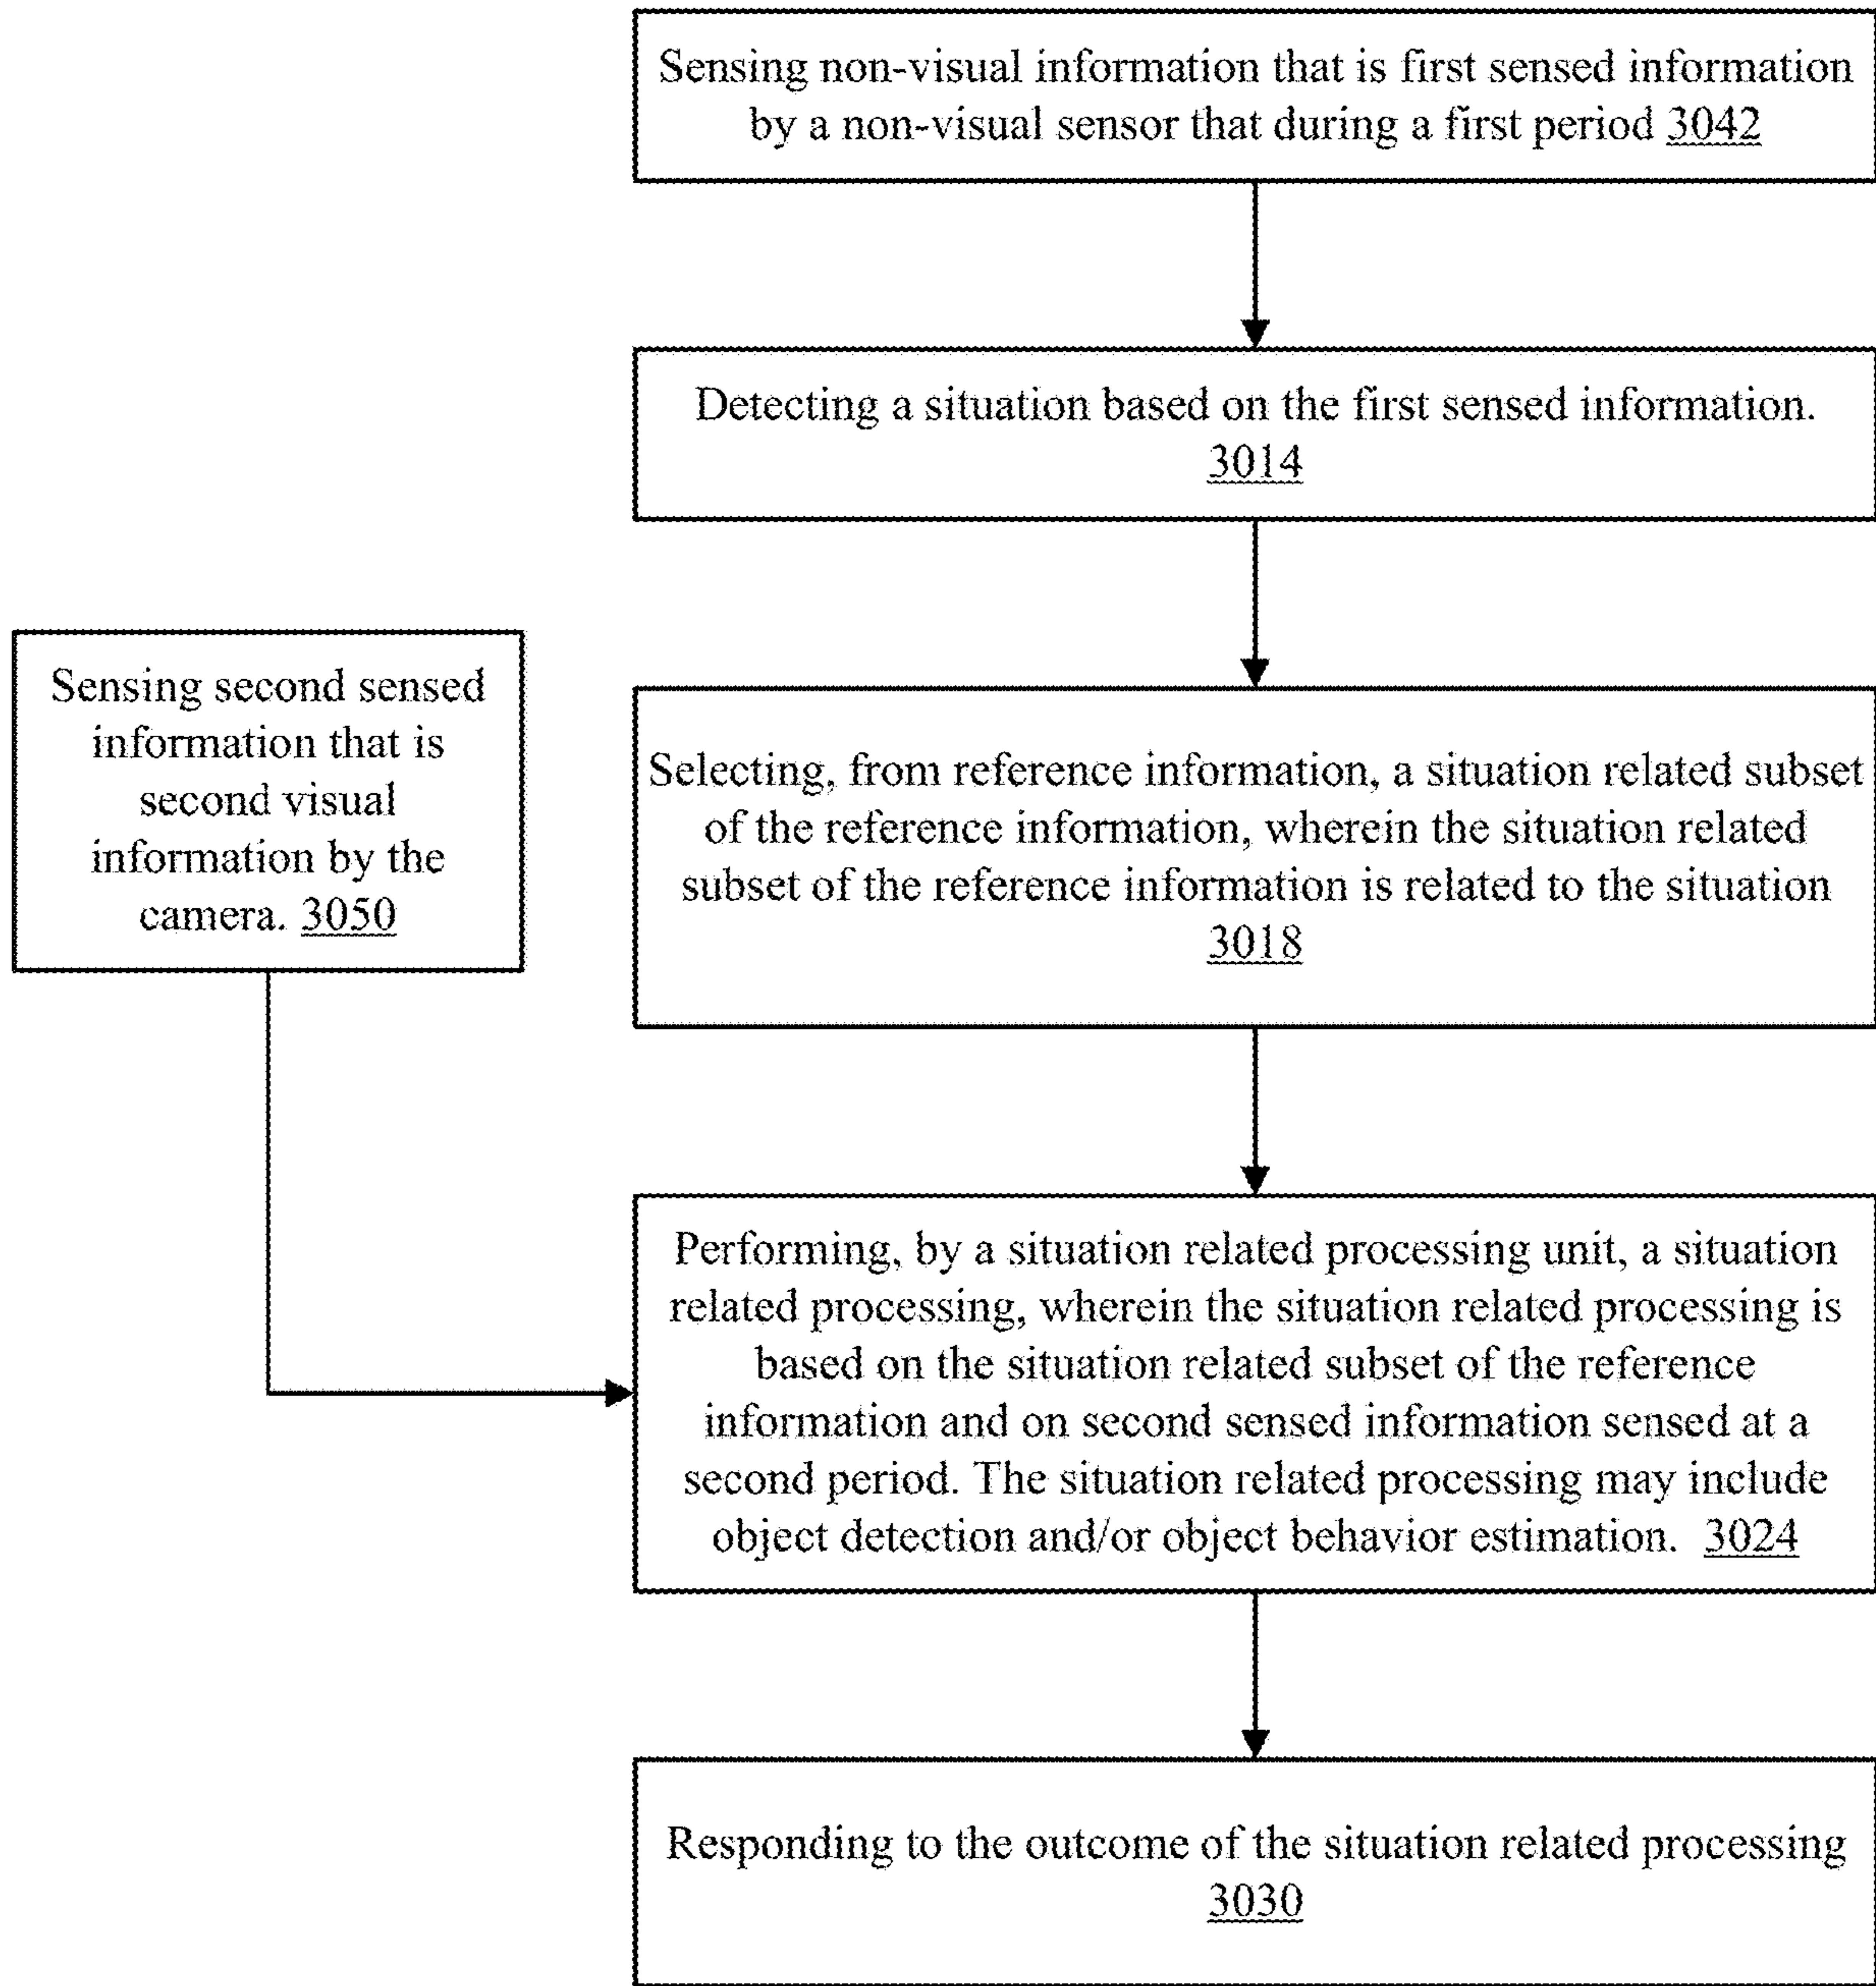 Sensing non-visual information that is first sensed information
by a non-visual sensor that during a first period 3042
Detecting a situation based on the first sensed information.
3014
Sensing second sensed
information that is
second visual
information by the
camera. 3050
Selecting, from reference information, a situation related subset
of the reference information, wherein the situation related
subset of the reference information is related to the situation
3018
Performing, by a situation related processing unit, a situation
related processing, wherein the situation related processing is
based on the situation related subset of the reference
information and on second sensed information sensed at a
second period. The situation related processing may include
object detection and/or object behavior estimation. 3024
Responding to the outcome of the situation related processing
3030